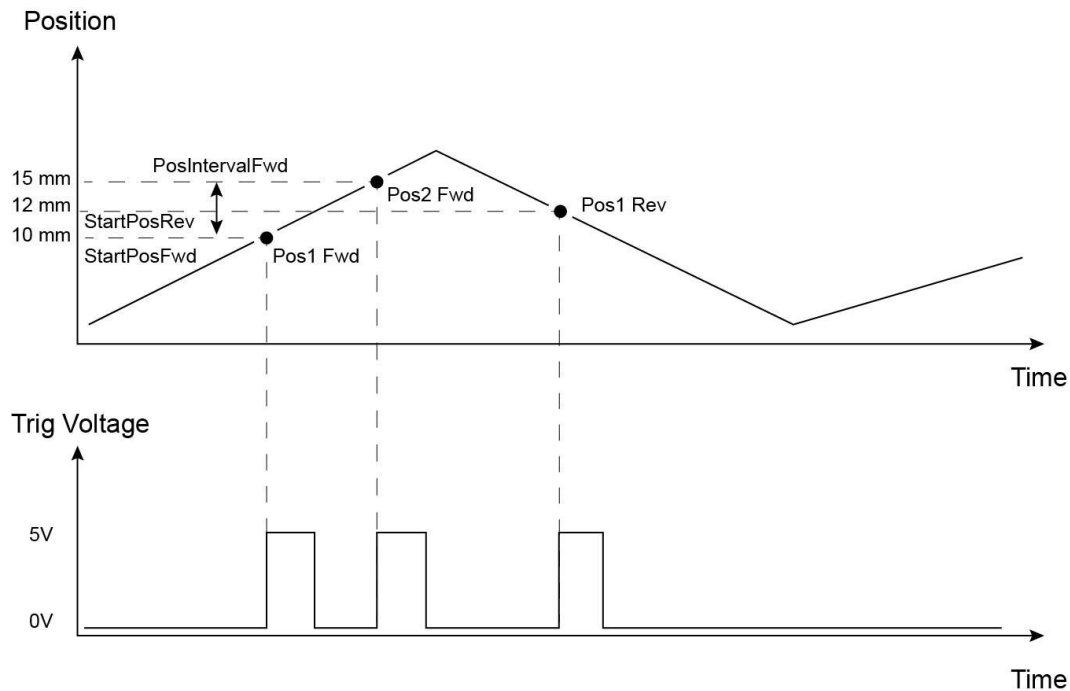 Position
PosIntervalFwd
15 mm
Pos2 Fwd
12 mm
Pos1 Rev
StartPosRev
10 mm
StartPosFwd
Pos1 Fwd
Time
Trig Voltage
5V
0V
Time